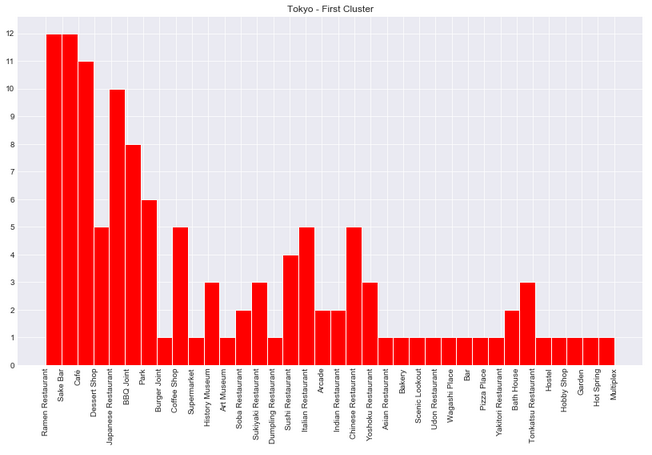 Tokyo - First Cluster
12
11
10
9
8
7
6
5
4
3
2
1
0
Ramen Restaurant
Sake Bar
Café
Dessert Shop
Japanese Restaurant
BBQ Joint
Park
Burger Joint
Coffee Shop
Supermarket
History Museum
Art Museum
Soba Restaurant
Sukiyaki Restaurant
Dumpling Restaurant
Sushi Restaurant
Italian Restaurant
Arcade
Indian Restaurant
Chinese Restaurant
Yoshoku Restaurant
Asian Restaurant
Bakery
Scenic Lookout
Udon Restaurant
Wagashi Place
Bar
Pizza Place
Yakitori Restaurant
Bath House
Tonkatsu Restaurant
Hostel
Hobby Shop
Garden
Hot Spring
Multiplex